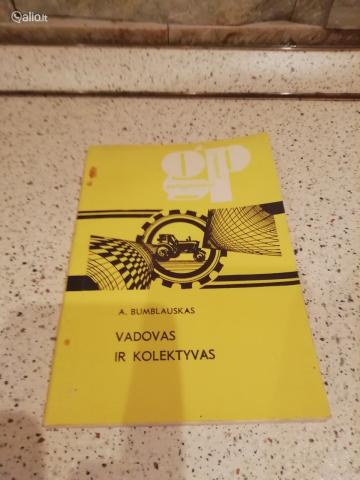 alio.lt
gp
A. BUMBLAUSKAS
VADOVAS
IR KOLEKTYVAS